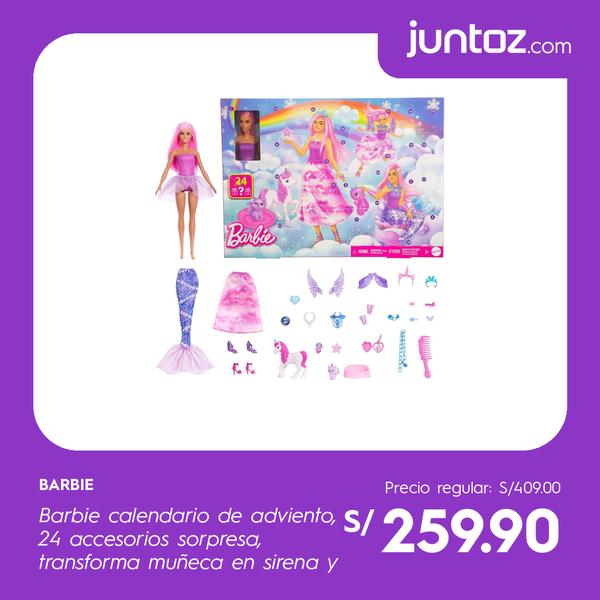 juntoz.com
24
?
Barbie
BARBIE
Precio regular: S/409.00
Barbie calendario de adviento,
24 accesorios sorpresa,
transforma muñeca en sirena y
S/ 259.90